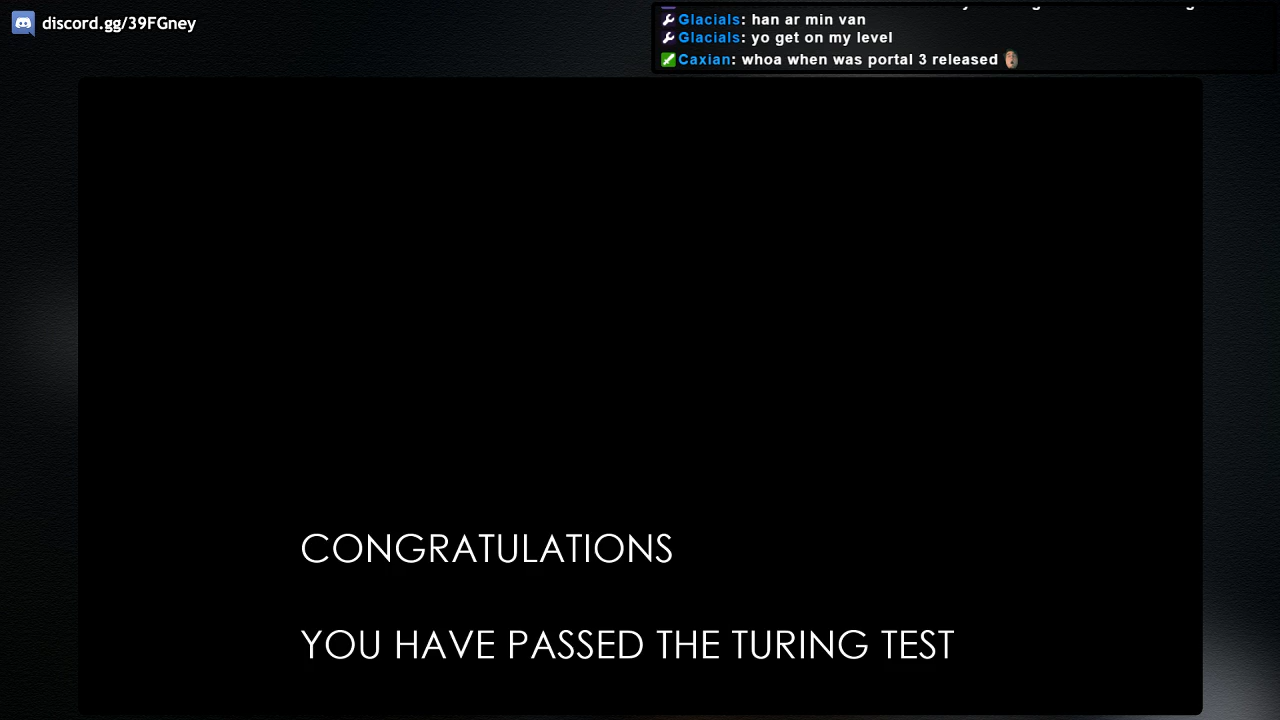 discord.gg/39FGney
Glacials: han ar min van
Glacials: yo get on my level
Caxian: whoa when was portal 3 released
CONGRATULATIONS
YOU HAVE PASSED THE TURING TEST